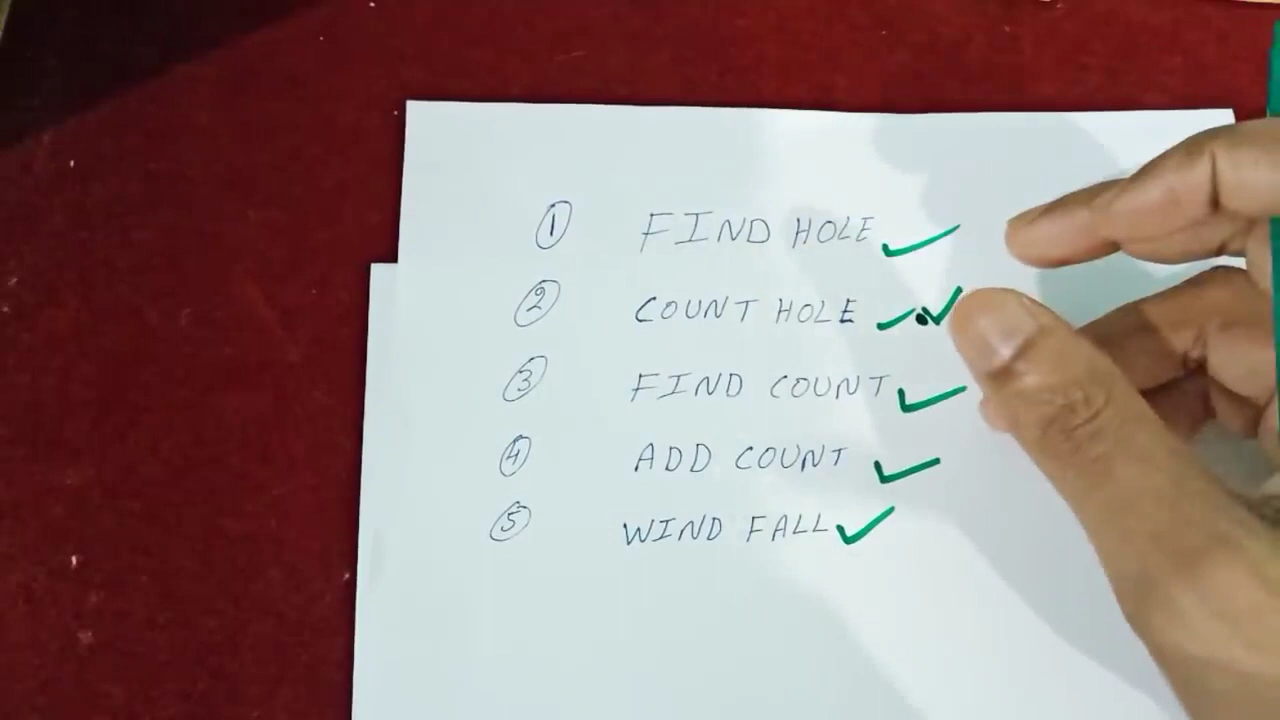 ① FIND HOLE ✓
② COUNT HOLE ✓.✓
③ FIND COUNT ✓
④ ADD COUNT ✓
⑤ WIND FALL ✓